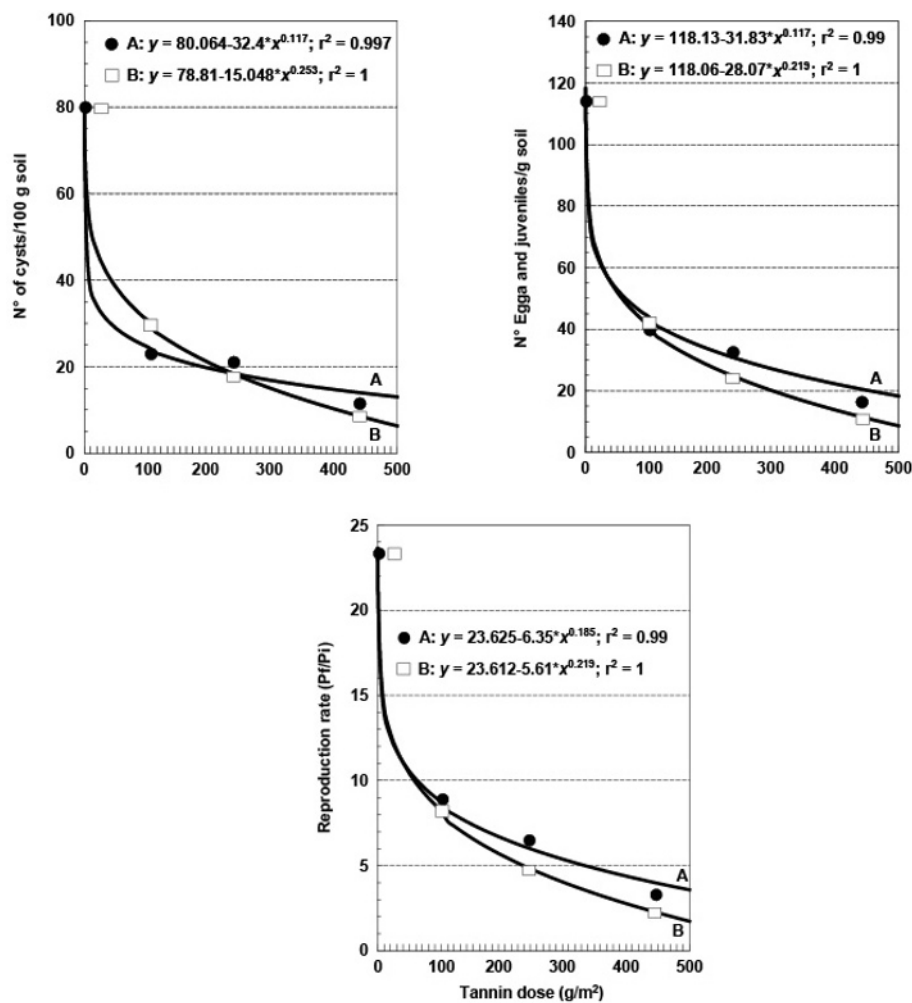 A: y = 80.064-32.4*x^0.117; r² = 0.997
B: y = 78.81-15.048*x^0.253; r² = 1
N° of cysts/100 g soil
100
80
60
40
20
0
A
B
0 100 200 300 400 500
A: y = 118.13-31.83*x^0.117; r² = 0.99
B: y = 118.06-28.07*x^0.219; r² = 1
N° Egga and juveniles/g soil
140
120
100
80
60
40
20
0
A
B
0 100 200 300 400 500
A: y = 23.625-6.35*x^0.185; r² = 0.99
B: y = 23.612-5.61*x^0.219; r² = 1
Reproduction rate (Pf/Pi)
25
20
15
10
5
0
A
B
0 100 200 300 400 500
Tannin dose (g/m²)